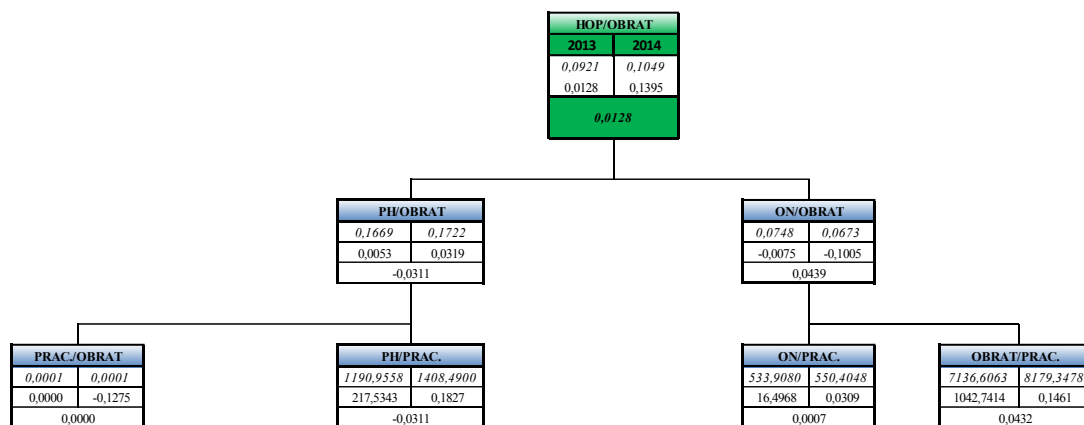 HOP/OBRAT
2013 2014
0,0921 0,1049
0,0128 0,1395
0,0128
PH/OBRAT ON/OBRAT
0,1669 0,1722 0,0748 0,0673
0,0053 0,0319 -0,0075 -0,1005
-0,0311 0,0439
PRAC./OBRAT PH/PRAC. ON/PRAC. OBRAT/PRAC.
0,0001 0,0001 1190,9558 1408,4900 533,9080 550,4048 7136,6063 8179,3478
0,0000 -0,1275 217,5343 0,1827 16,4968 0,0309 1042,7414 0,1461
0,0000 -0,0311 0,0007 0,0432